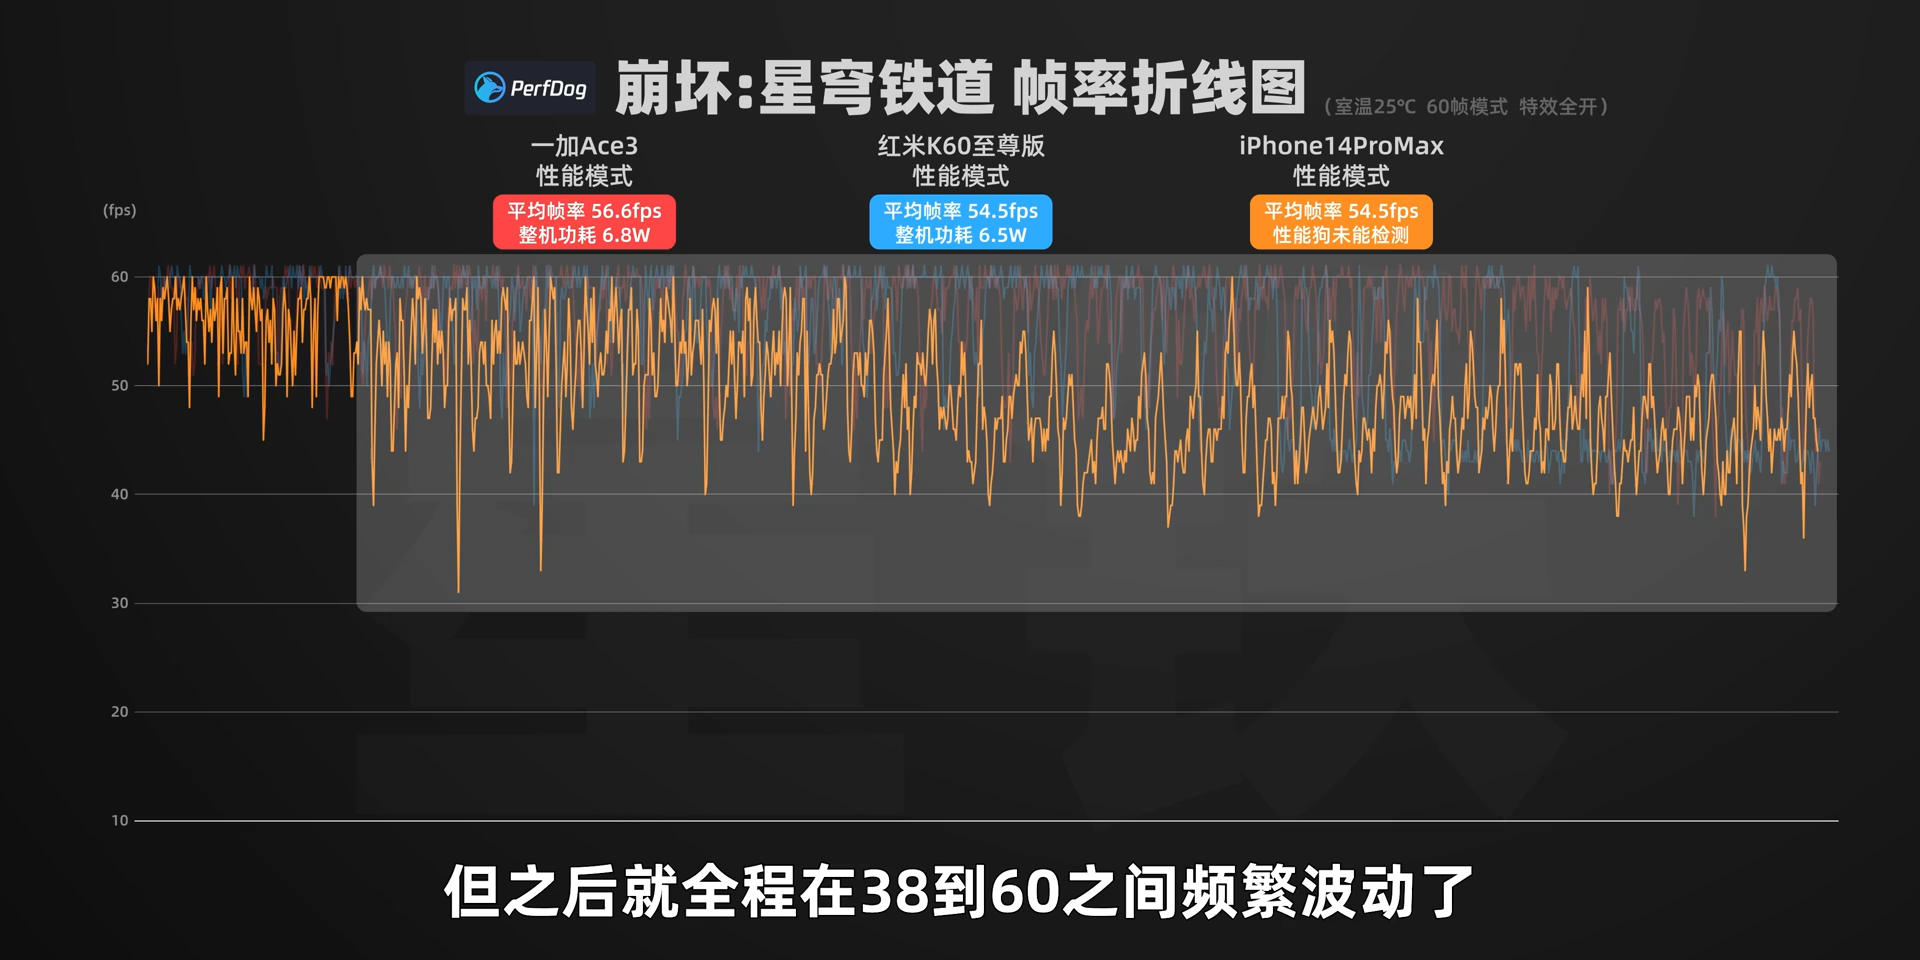 PerfDog
崩坏:星穹铁道 帧率折线图
(室温25℃ 60帧模式 特效全开)
一加Ace3
性能模式
平均帧率 56.6fps
整机功耗 6.8W
红米K60至尊版
性能模式
平均帧率 54.5fps
整机功耗 6.5W
iPhone14ProMax
性能模式
平均帧率 54.5fps
性能狗未能检测
(fps)
60
50
40
30
20
10
星铁
但之后就全程在38到60之间频繁波动了